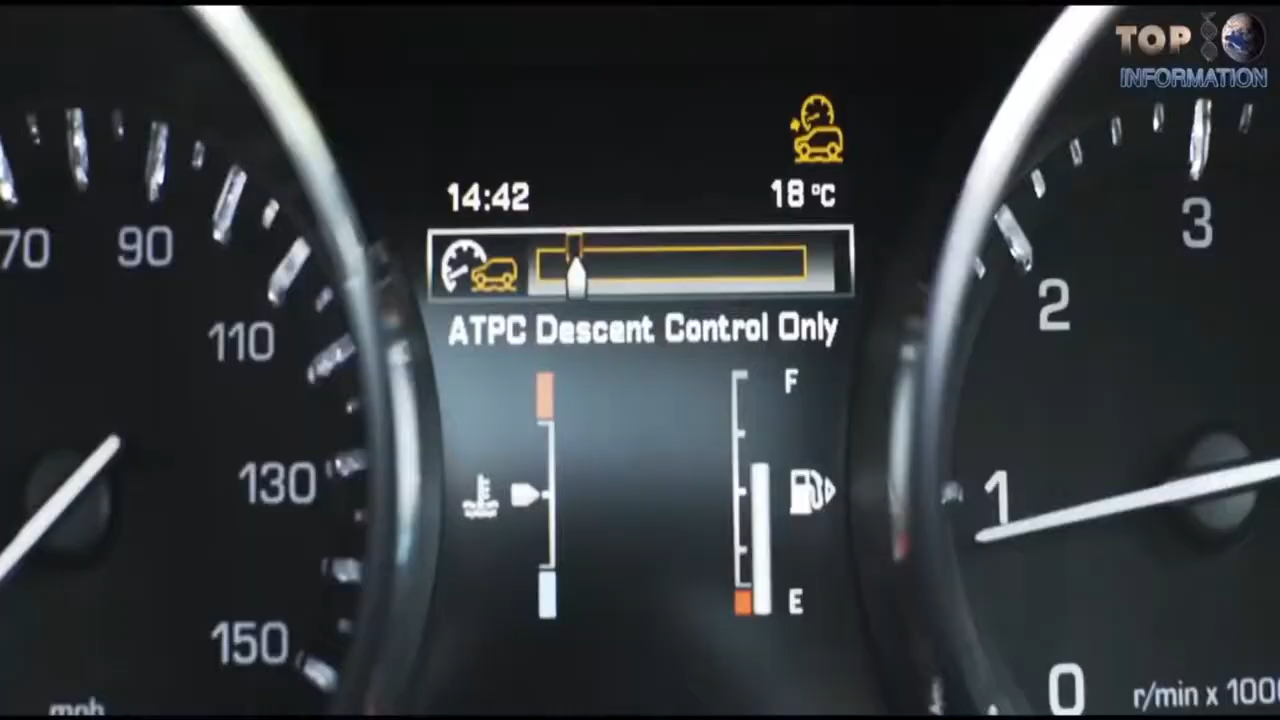 TOP
INFORMATION
14:42
18 °C
ATPC Descent Control Only
70
90
110
130
150
mph
F
E
3
2
1
0
r/min x 100